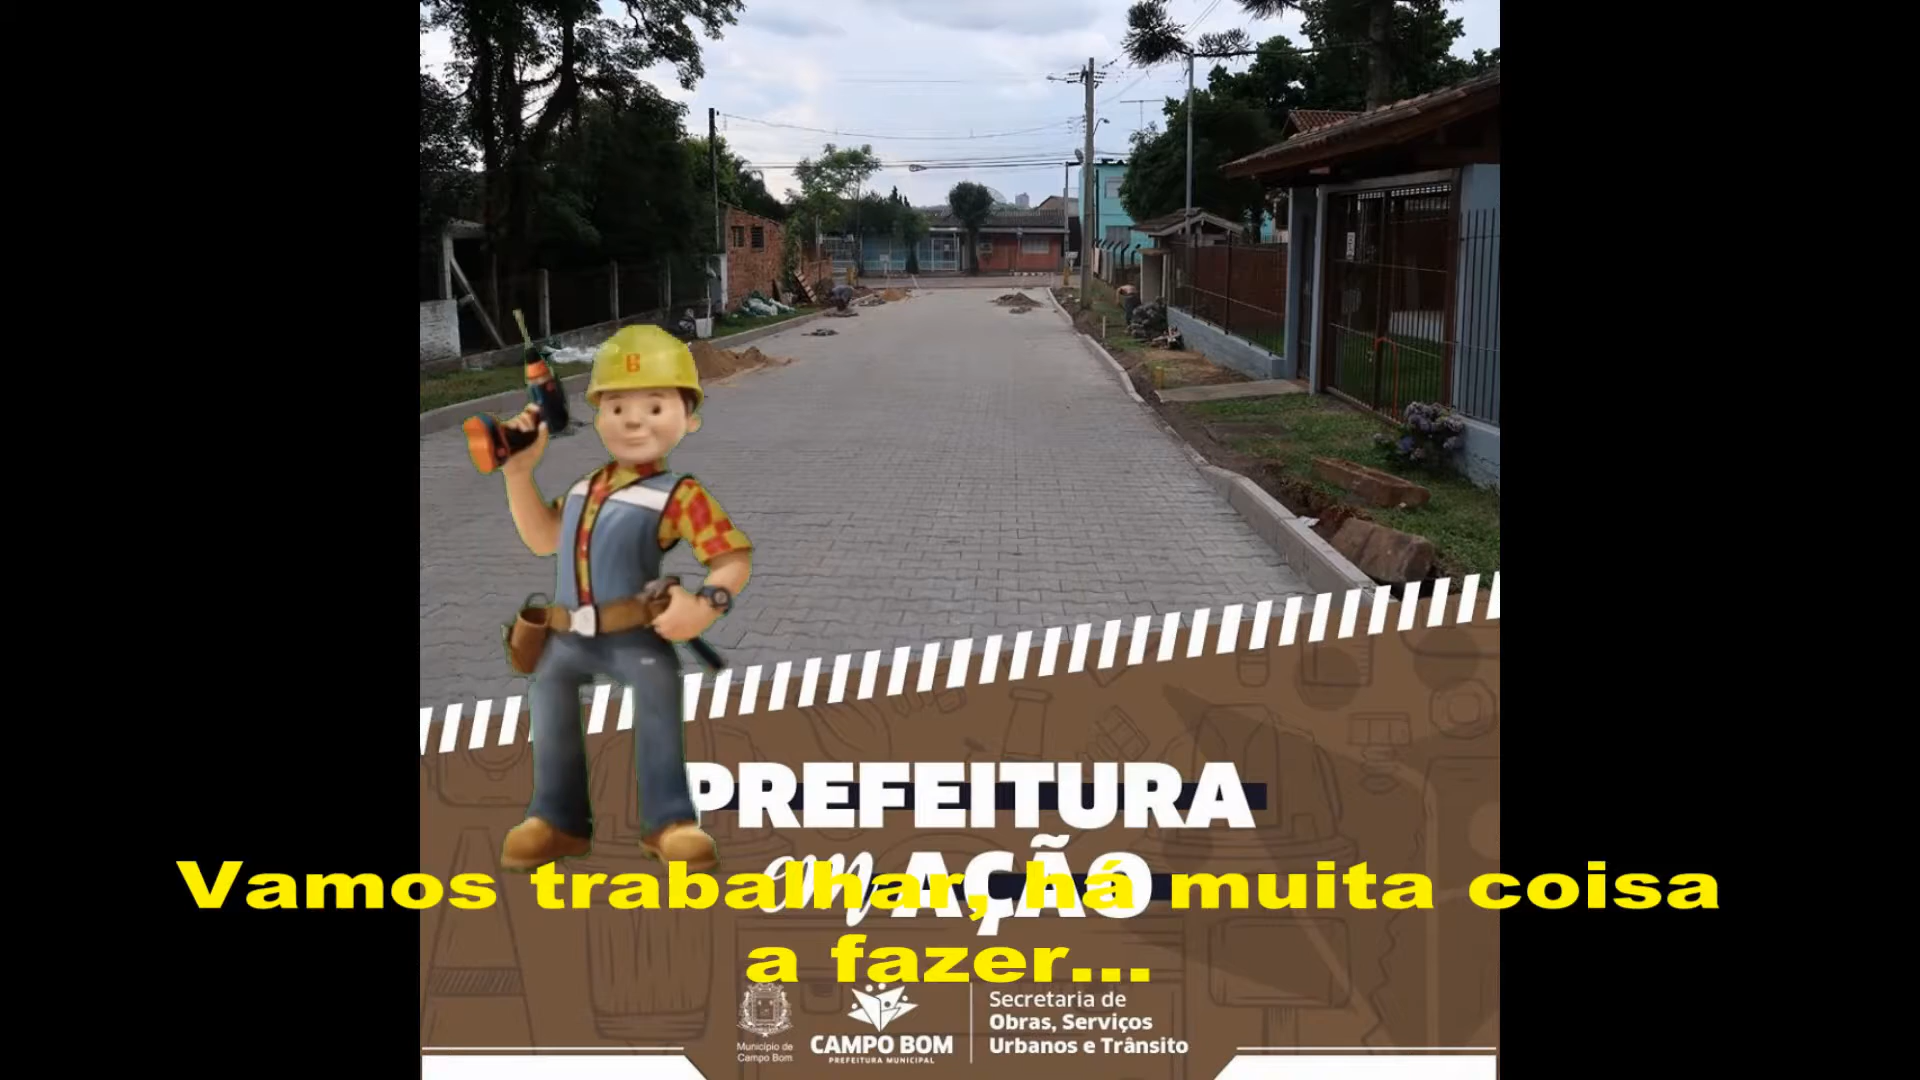 B
PREFEITURA
em AÇÃO
Vamos trabalhar, há muita coisa
a fazer...
Município de
Campo Bom
CAMPO BOM
PREFEITURA MUNICIPAL
Secretaria de
Obras, Serviços
Urbanos e Trânsito